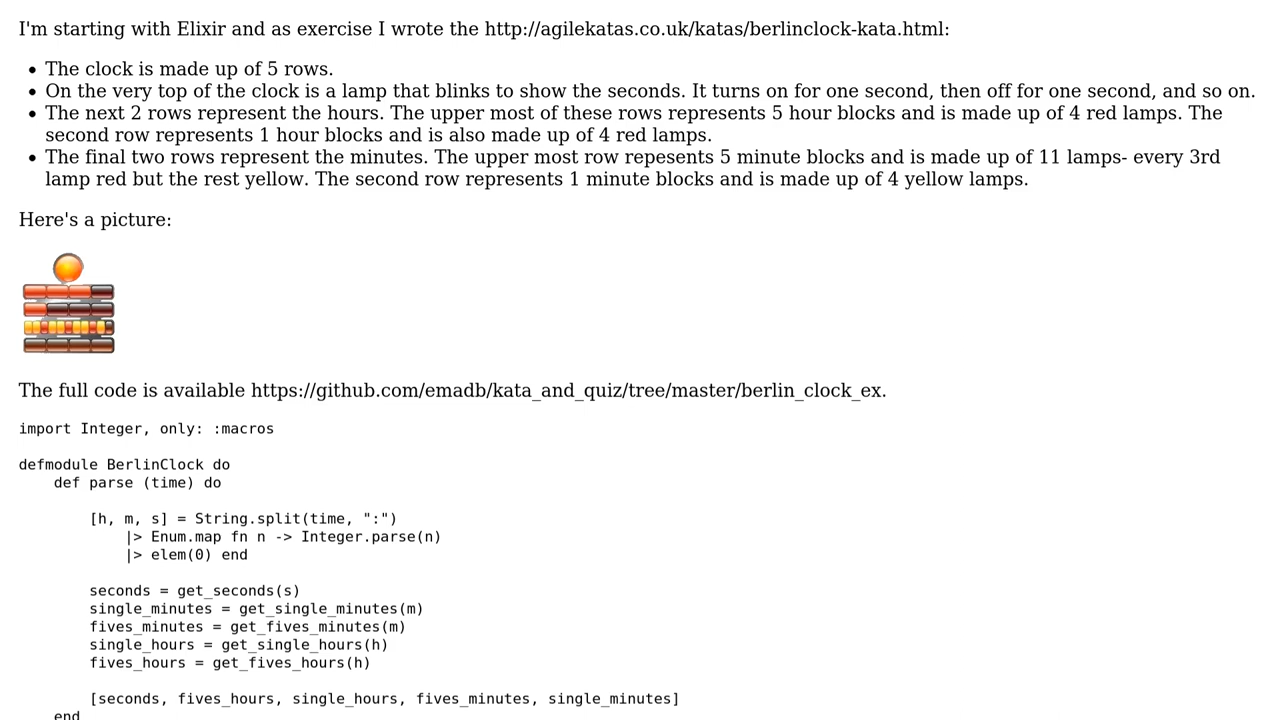 I'm starting with Elixir and as exercise I wrote the http://agilekatas.co.uk/katas/berlinclock-kata.html:
• The clock is made up of 5 rows.
• On the very top of the clock is a lamp that blinks to show the seconds. It turns on for one second, then off for one second, and so on.
• The next 2 rows represent the hours. The upper most of these rows represents 5 hour blocks and is made up of 4 red lamps. The
second row represents 1 hour blocks and is also made up of 4 red lamps.
• The final two rows represent the minutes. The upper most row repesents 5 minute blocks and is made up of 11 lamps- every 3rd
lamp red but the rest yellow. The second row represents 1 minute blocks and is made up of 4 yellow lamps.
Here's a picture:
The full code is available https://github.com/emadb/kata_and_quiz/tree/master/berlin_clock_ex.
import Integer, only: :macros
defmodule BerlinClock do
    def parse (time) do
        [h, m, s] = String.split(time, ":")
            |> Enum.map fn n -> Integer.parse(n)
            |> elem(0) end
        seconds = get_seconds(s)
        single_minutes = get_single_minutes(m)
        fives_minutes = get_fives_minutes(m)
        single_hours = get_single_hours(h)
        fives_hours = get_fives_hours(h)
        [seconds, fives_hours, single_hours, fives_minutes, single_minutes]
    end